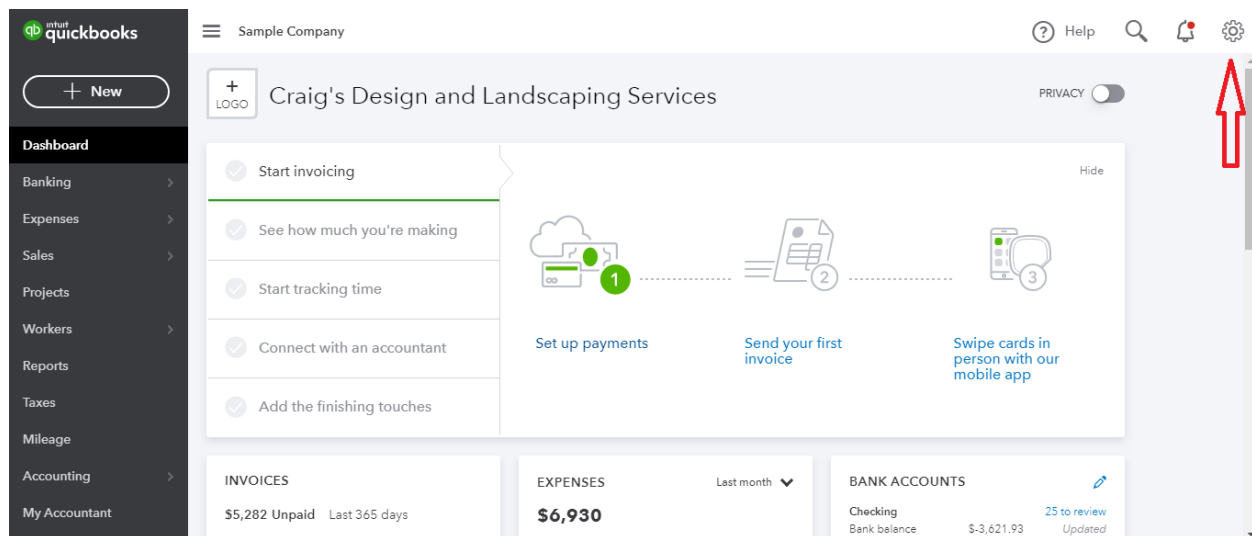 intuit
quickbooks
Sample Company
? Help
+ New
+
LOGO
Craig's Design and Landscaping Services
PRIVACY
Dashboard
Banking
Expenses
Sales
Projects
Workers
Reports
Taxes
Mileage
Accounting
My Accountant
Start invoicing
See how much you're making
Start tracking time
Connect with an accountant
Add the finishing touches
Hide
1
2
3
Set up payments
Send your first
invoice
Swipe cards in
person with our
mobile app
INVOICES
$5,282 Unpaid Last 365 days
EXPENSES Last month
$6,930
BANK ACCOUNTS
Checking 25 to review
Bank balance $-3,621.93 Updated